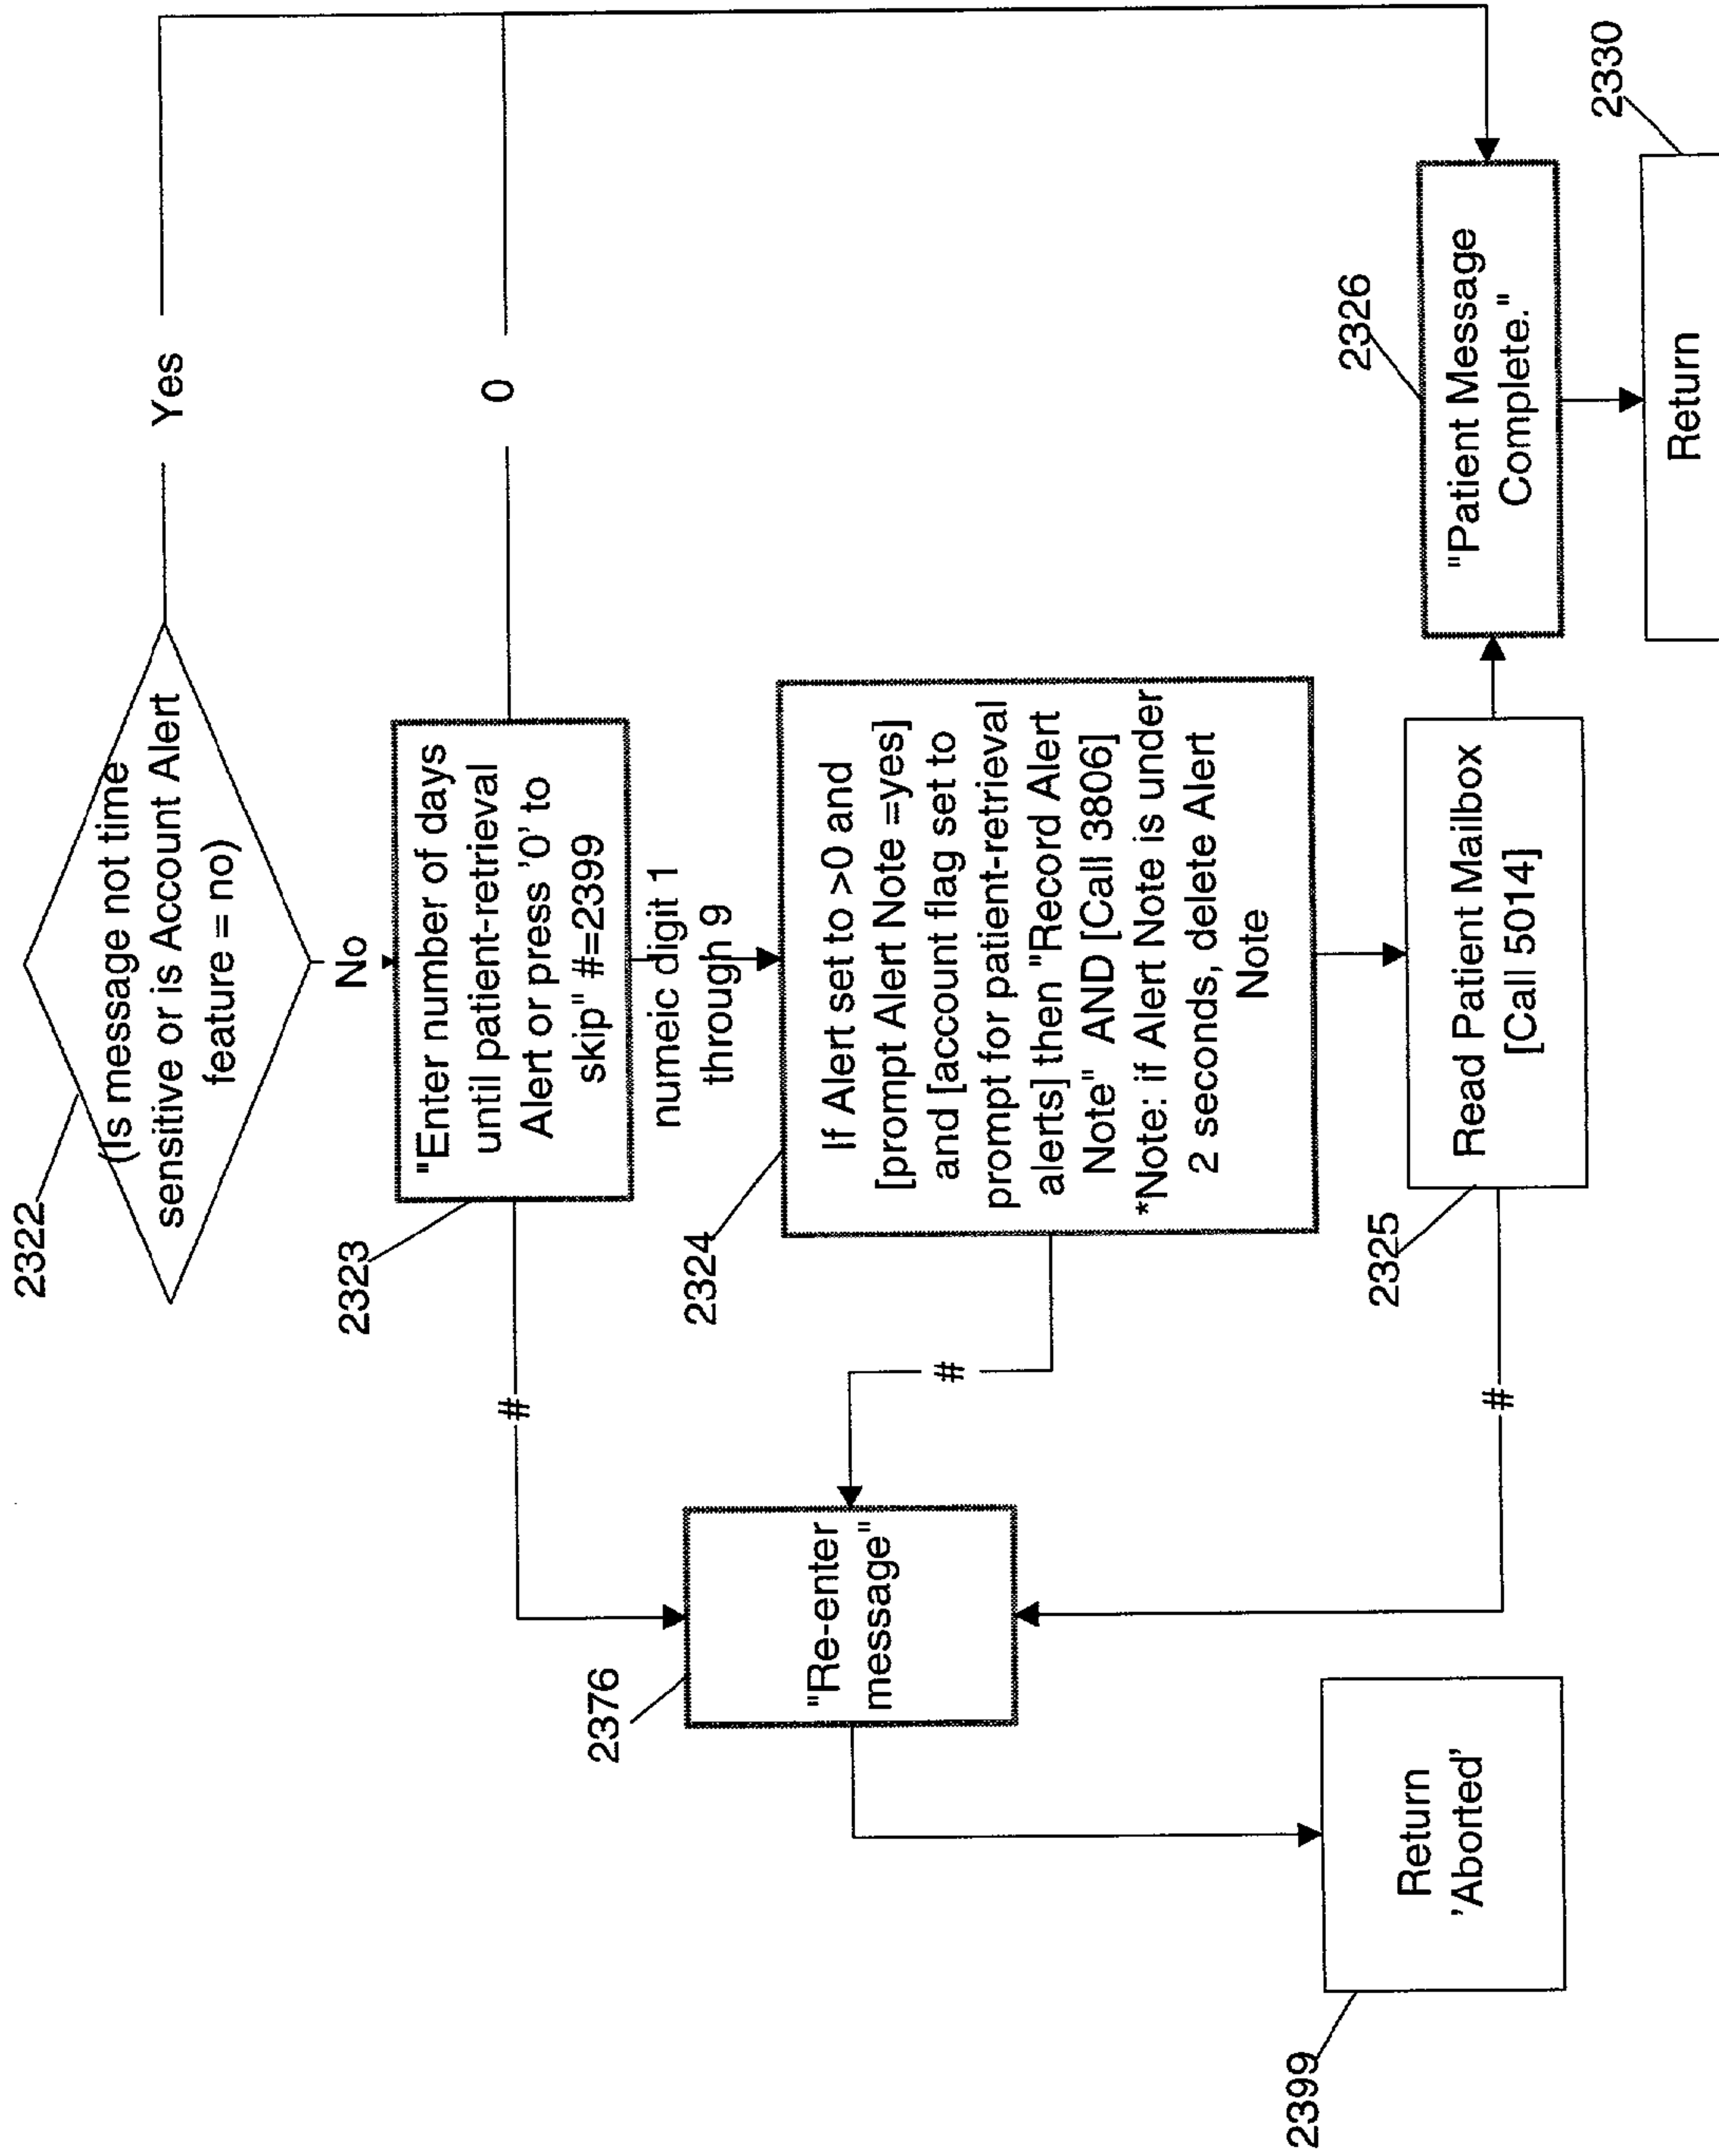 2322
(Is message not time
sensitive or is Account Alert
feature = no)
Yes
No
2323
"Enter number of days
until patient-retrieval
Alert or press '0' to
skip" #=2399
0
#
numeic digit 1
through 9
2324
If Alert set to >0 and
[prompt Alert Note =yes]
and [account flag set to
prompt for patient-retrieval
alerts] then "Record Alert
Note" AND [Call 3806]
*Note: if Alert Note is under
2 seconds, delete Alert
Note
#
2376
"Re-enter
message"
2325
Read Patient Mailbox
[Call 5014]
#
2326
"Patient Message
Complete."
2330
Return
2399
Return
'Aborted'